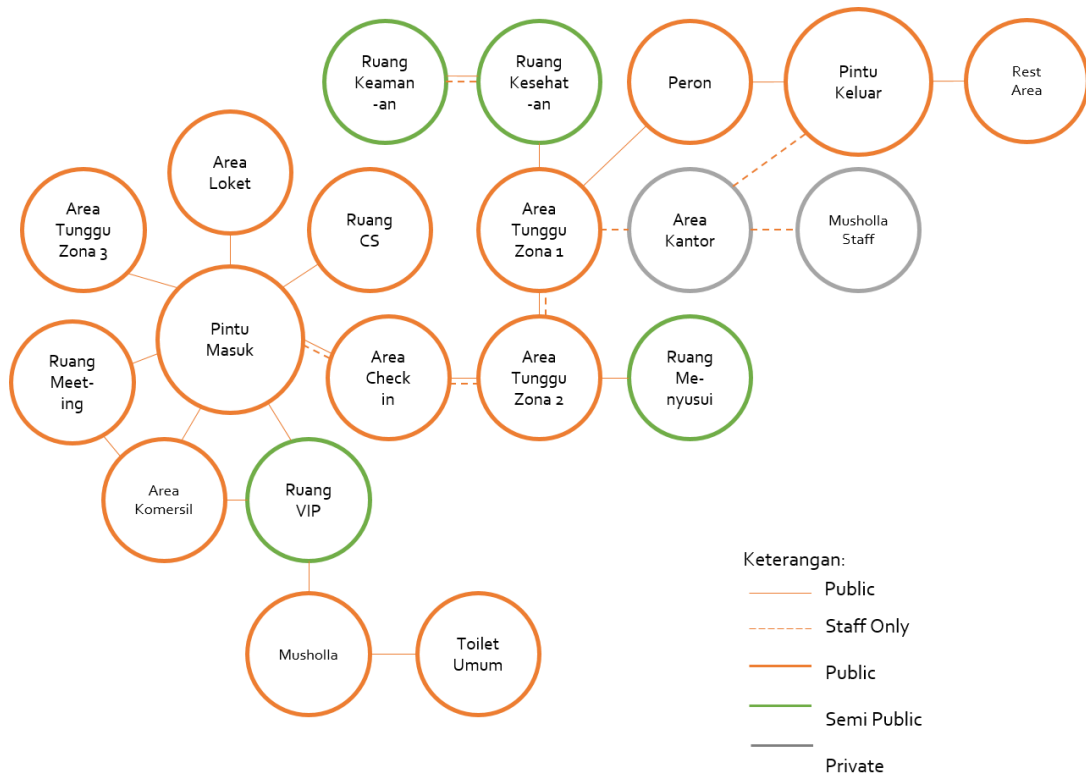 Ruang
Keaman
-an
Ruang
Kesehat
-an
Peron
Pintu
Keluar
Rest
Area
Area
Loket
Area
Tunggu
Zona 3
Ruang
CS
Area
Tunggu
Zona 1
Area
Kantor
Musholla
Staff
Pintu
Masuk
Ruang
Meet-
ing
Area
Check
in
Area
Tunggu
Zona 2
Ruang
Me-
nyusui
Area
Komersil
Ruang
VIP
Musholla
Toilet
Umum
Keterangan:
Public
Staff Only
Public
Semi Public
Private